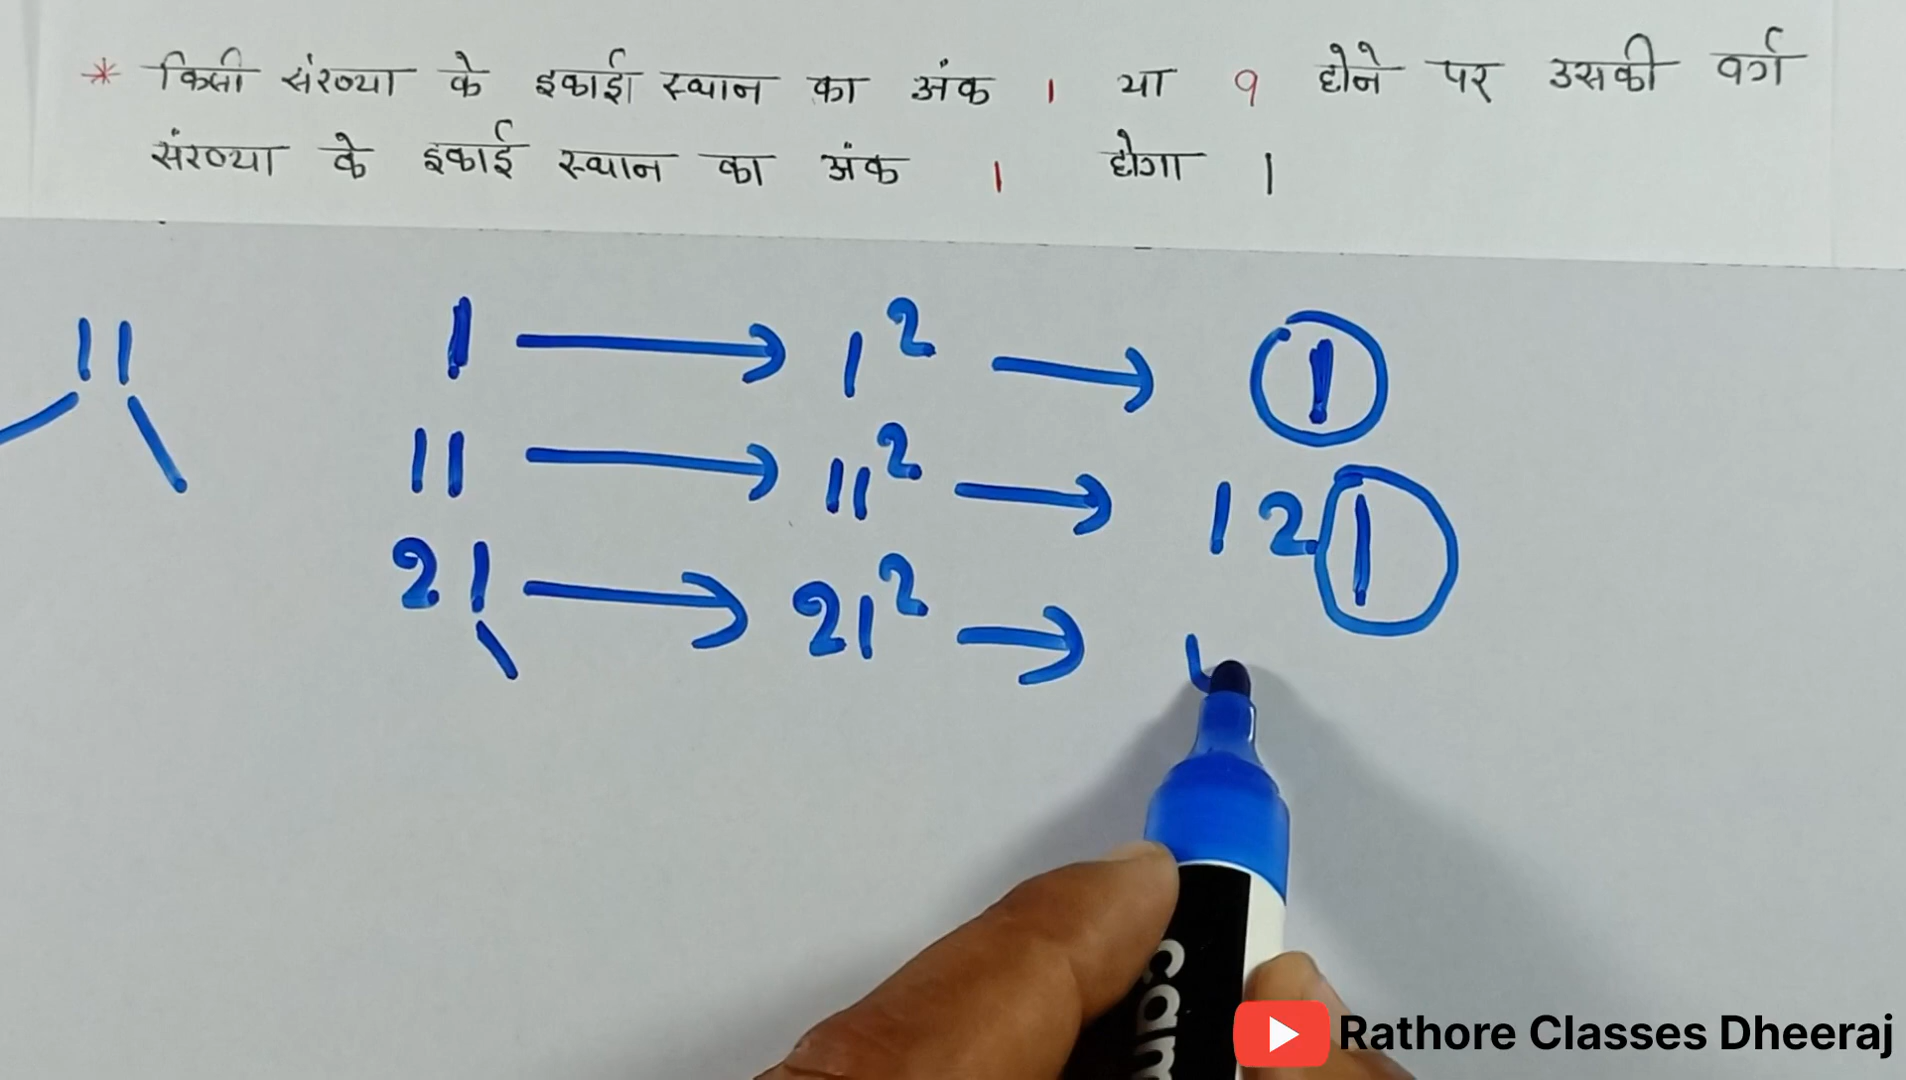 * किसी संख्या के इकाई स्थान का अंक 1 या 9 होने पर उसकी वर्ग
संख्या के इकाई स्थान का अंक 1 होगा |
11
1 → 1² → 1
11 → 11² → 121
21 → 21² →
cam
Rathore Classes Dheeraj